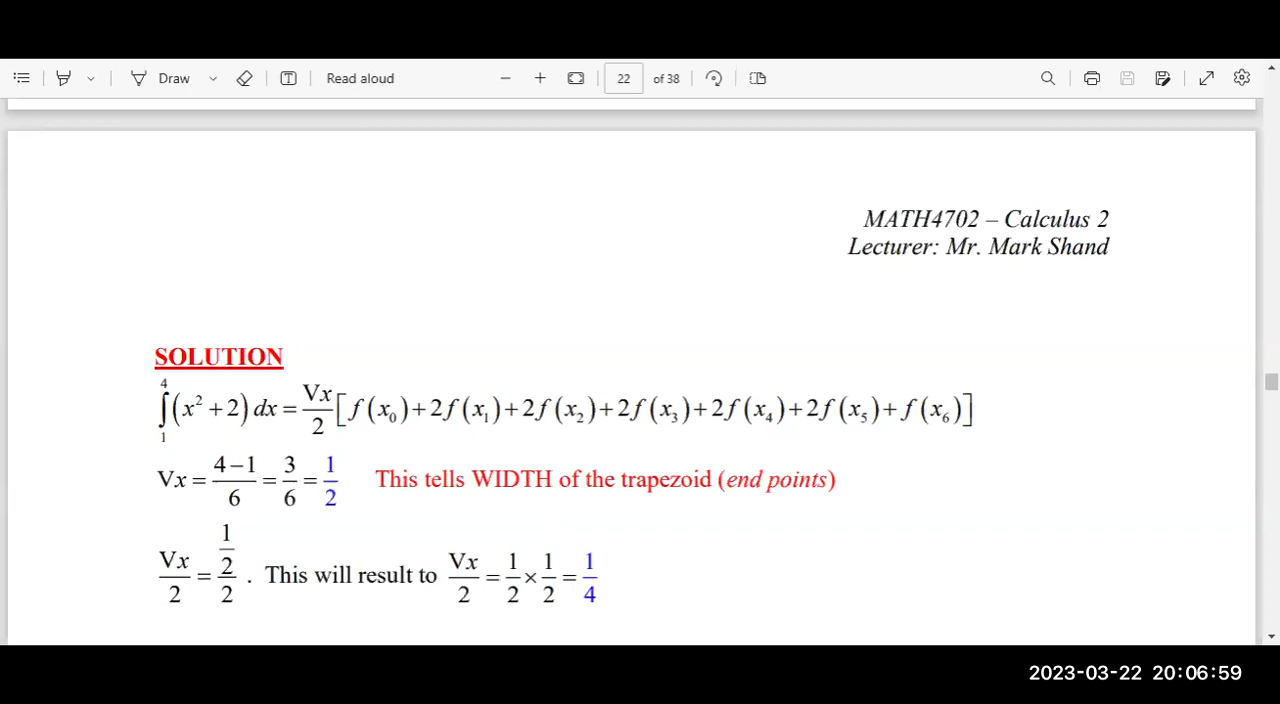 Draw
Read aloud
22 of 38
MATH4702 – Calculus 2
Lecturer: Mr. Mark Shand
SOLUTION
∫₁⁴ (x² + 2) dx = Vx/2 [f(x₀) + 2f(x₁) + 2f(x₂) + 2f(x₃) + 2f(x₄) + 2f(x₅) + f(x₆)]
Vx = (4 – 1)/6 = 3/6 = 1/2 This tells WIDTH of the trapezoid (end points)
Vx/2 = (1/2)/2 . This will result to Vx/2 = 1/2 × 1/2 = 1/4
2023-03-22 20:06:59